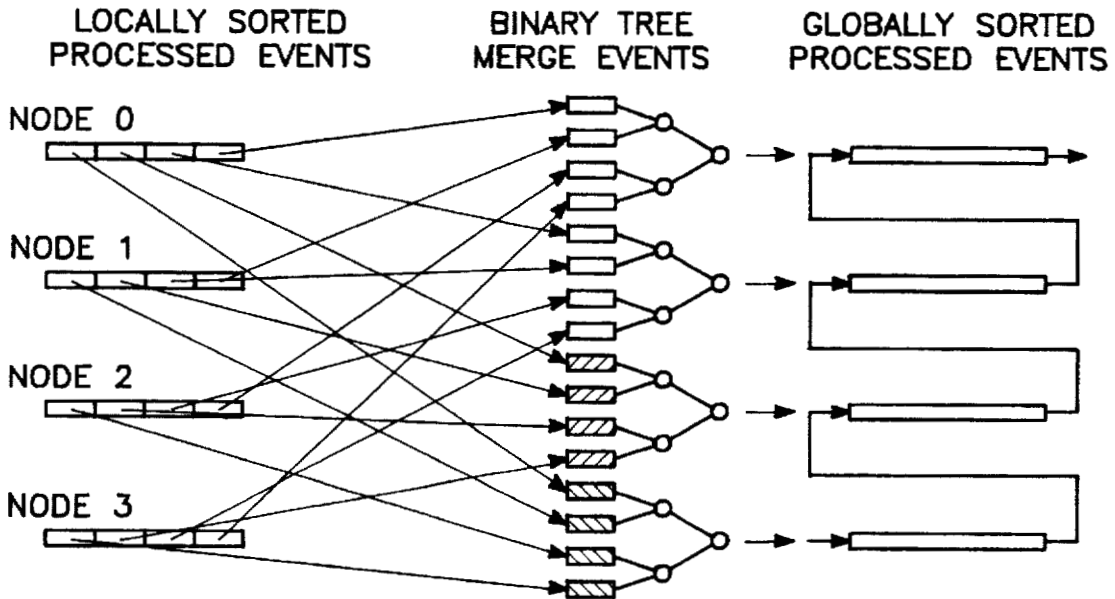 LOCALLY SORTED
PROCESSED EVENTS
BINARY TREE
MERGE EVENTS
GLOBALLY SORTED
PROCESSED EVENTS
NODE 0
NODE 1
NODE 2
NODE 3